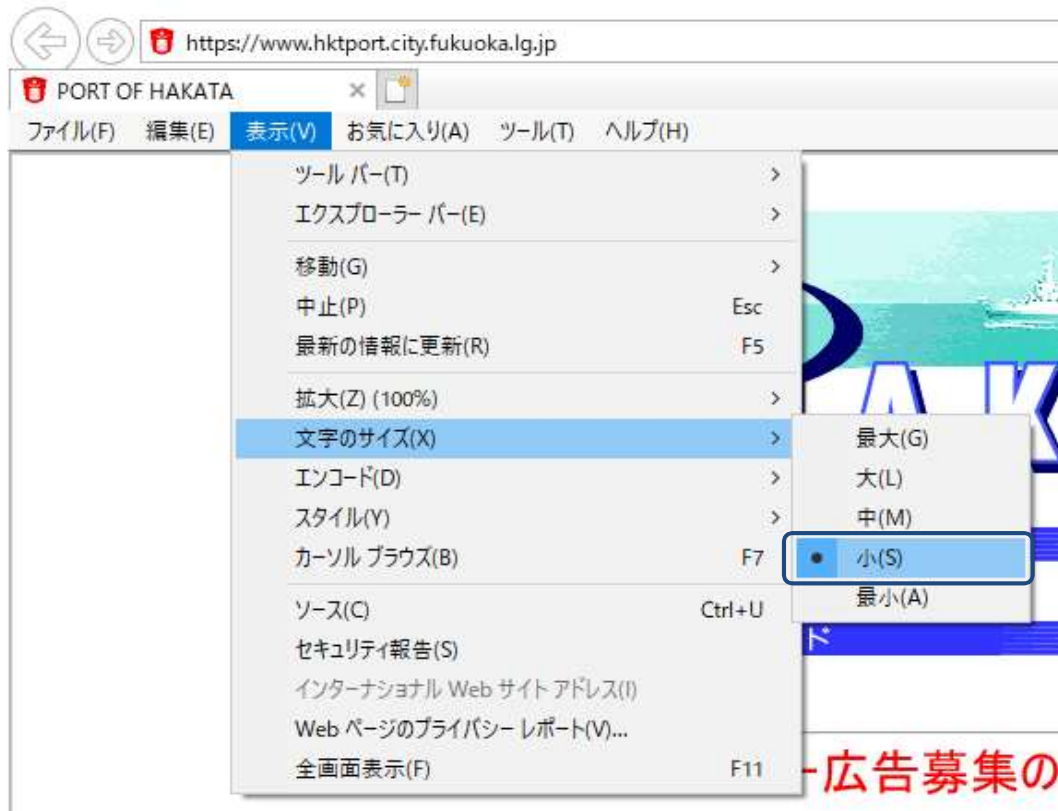 https://www.hktport.city.fukuoka.lg.jp
PORT OF HAKATA
ファイル(F) 編集(E) 表示(V) お気に入り(A) ツール(T) ヘルプ(H)
ツール バー(T)
エクスプローラー バー(E)
移動(G)
中止(P) Esc
最新の情報に更新(R) F5
拡大(Z) (100%)
文字のサイズ(X)
エンコード(D)
スタイル(Y)
カーソル ブラウズ(B) F7
ソース(C) Ctrl+U
セキュリティ報告(S)
インターナショナル Web サイト アドレス(I)
Web ページのプライバシー レポート(V)...
全画面表示(F) F11
最大(G)
大(L)
中(M)
小(S)
最小(A)
A K
ド
ー広告募集の